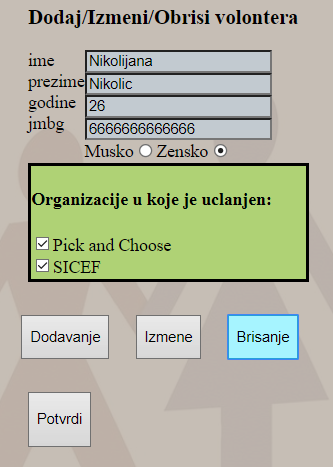 Dodaj/Izmeni/Obrisi volontera
ime Nikolijana
prezime Nikolic
godine 26
jmbg 6666666666666
Musko Zensko
Organizacije u koje je uclanjen:
Pick and Choose
SICEF
Dodavanje Izmene Brisanje
Potvrdi